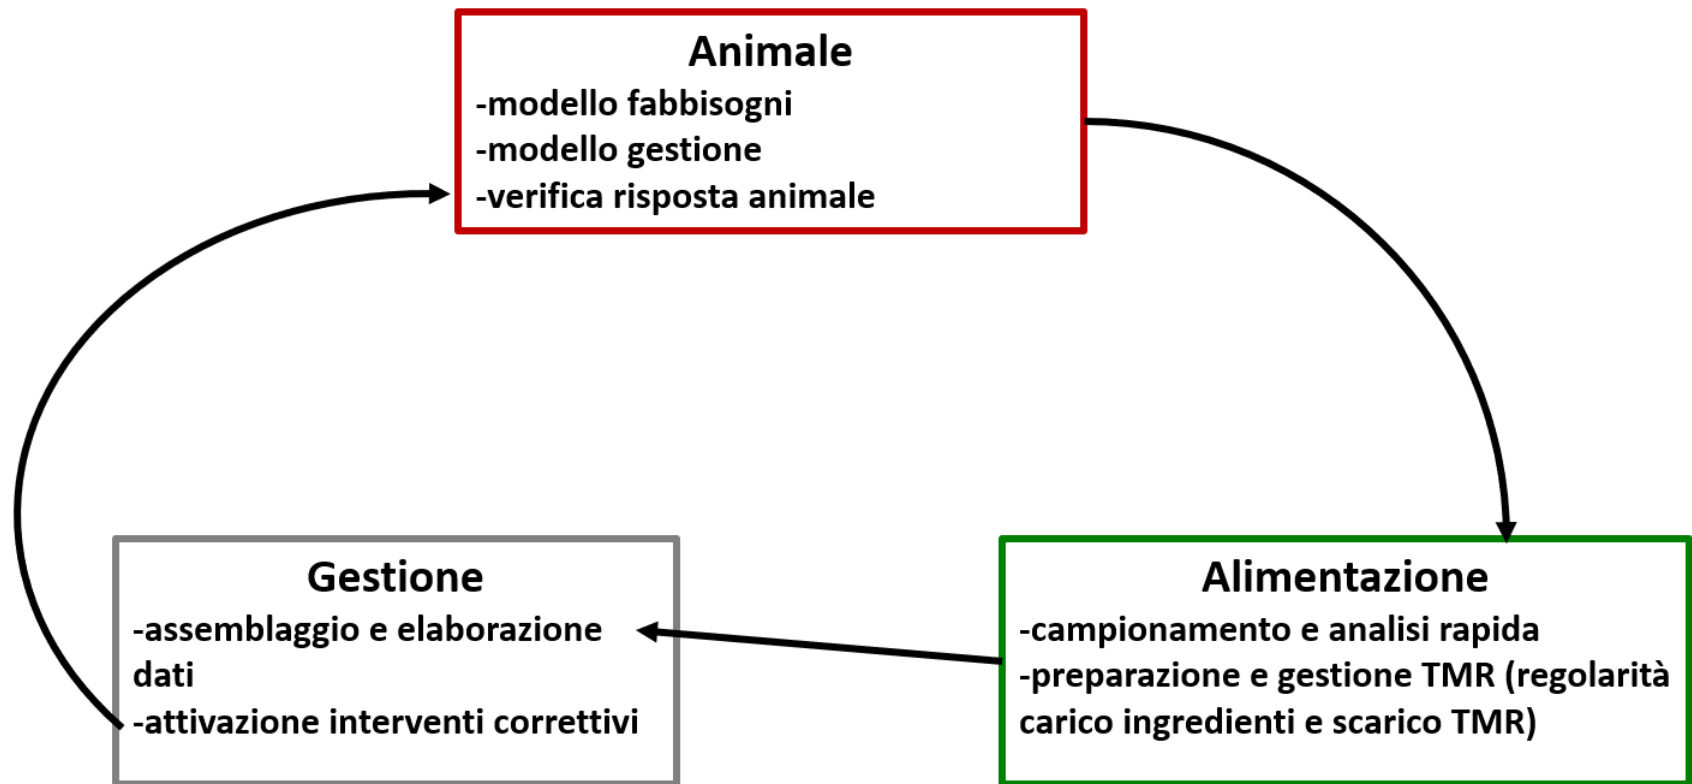 Animale
-modello fabbisogni
-modello gestione
-verifica risposta animale
Gestione
-assemblaggio e elaborazione
dati
-attivazione interventi correttivi
Alimentazione
-campionamento e analisi rapida
-preparazione e gestione TMR (regolarità
carico ingredienti e scarico TMR)